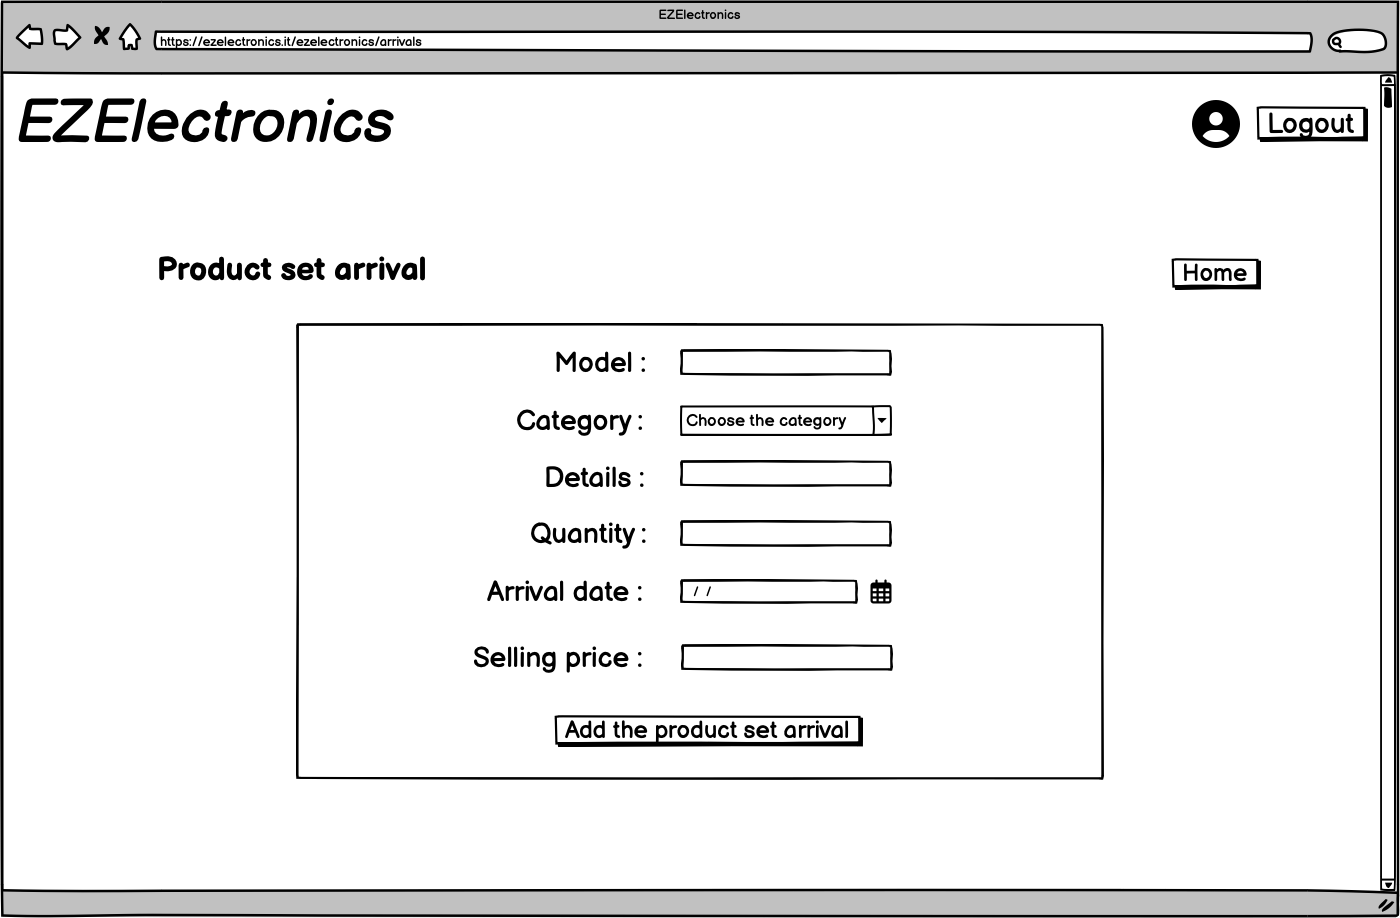 EZElectronics
https://ezelectronics.it/ezelectronics/arrivals
EZElectronics
Logout
Product set arrival
Home
Model :
Category : Choose the category
Details :
Quantity :
Arrival date : / /
Selling price :
Add the product set arrival